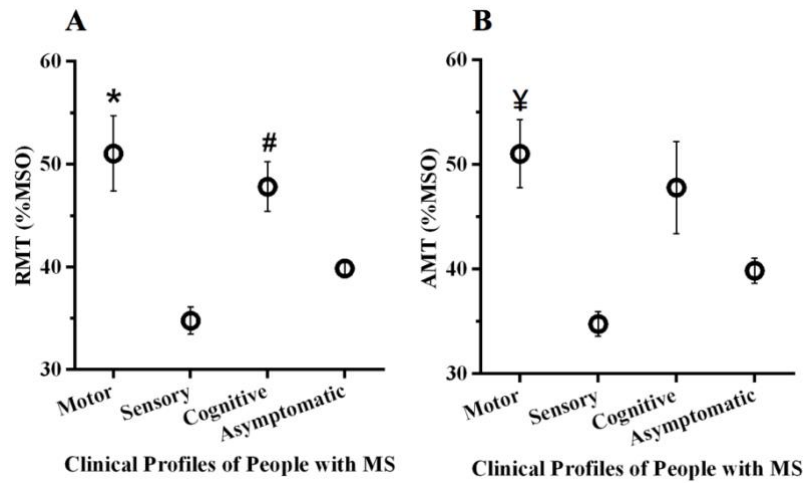 A
60
50
40
30
RMT (%MSO)
*
#
Motor
Sensory
Cognitive
Asymptomatic
Clinical Profiles of People with MS
B
60
50
40
30
AMT (%MSO)
¥
Motor
Sensory
Cognitive
Asymptomatic
Clinical Profiles of People with MS